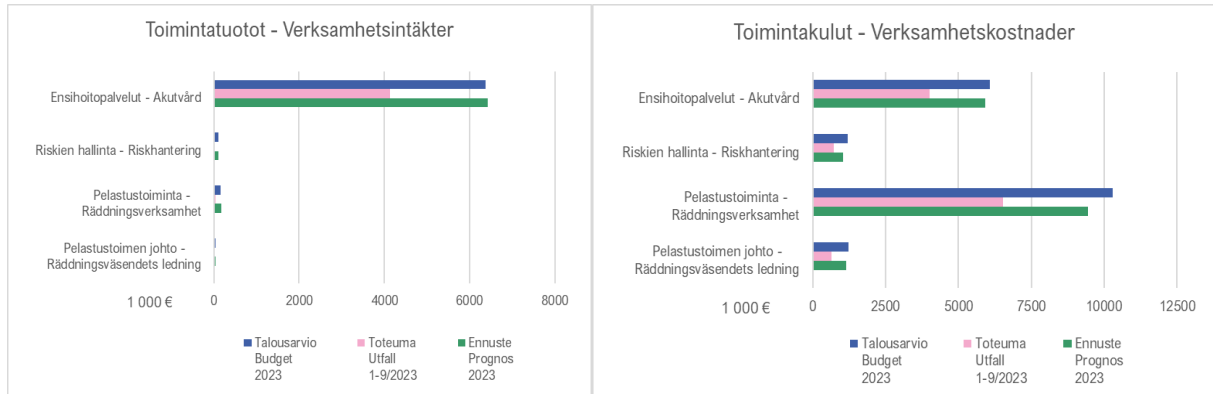 Toimintatuotot - Verksamhetsintäkter
Ensihoitopalvelut - Akutvård
Riskien hallinta - Riskhantering
Pelastustoiminta -
Räddningsverksamhet
Pelastustoimen johto -
Räddningsväsendets ledning
1 000 €
0 2000 4000 6000 8000
Talousarvio
Budget
2023
Toteuma
Utfall
1-9/2023
Ennuste
Prognos
2023
Toimintakulut - Verksamhetskostnader
Ensihoitopalvelut - Akutvård
Riskien hallinta - Riskhantering
Pelastustoiminta -
Räddningsverksamhet
Pelastustoimen johto -
Räddningsväsendets ledning
1 000 €
0 2500 5000 7500 10000 12500
Talousarvio
Budget
2023
Toteuma
Utfall
1-9/2023
Ennuste
Prognos
2023